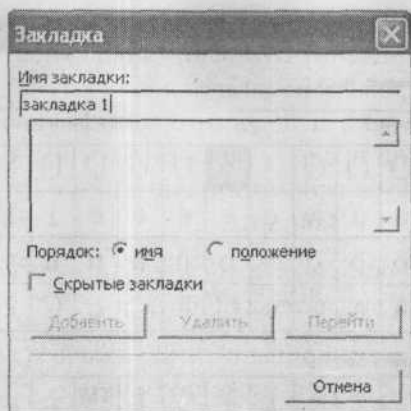 Закладка
Имя закладки:
закладка 1
Порядок: имя положение
Скрытые закладки
Добавить Удалить Перейти
Отмена